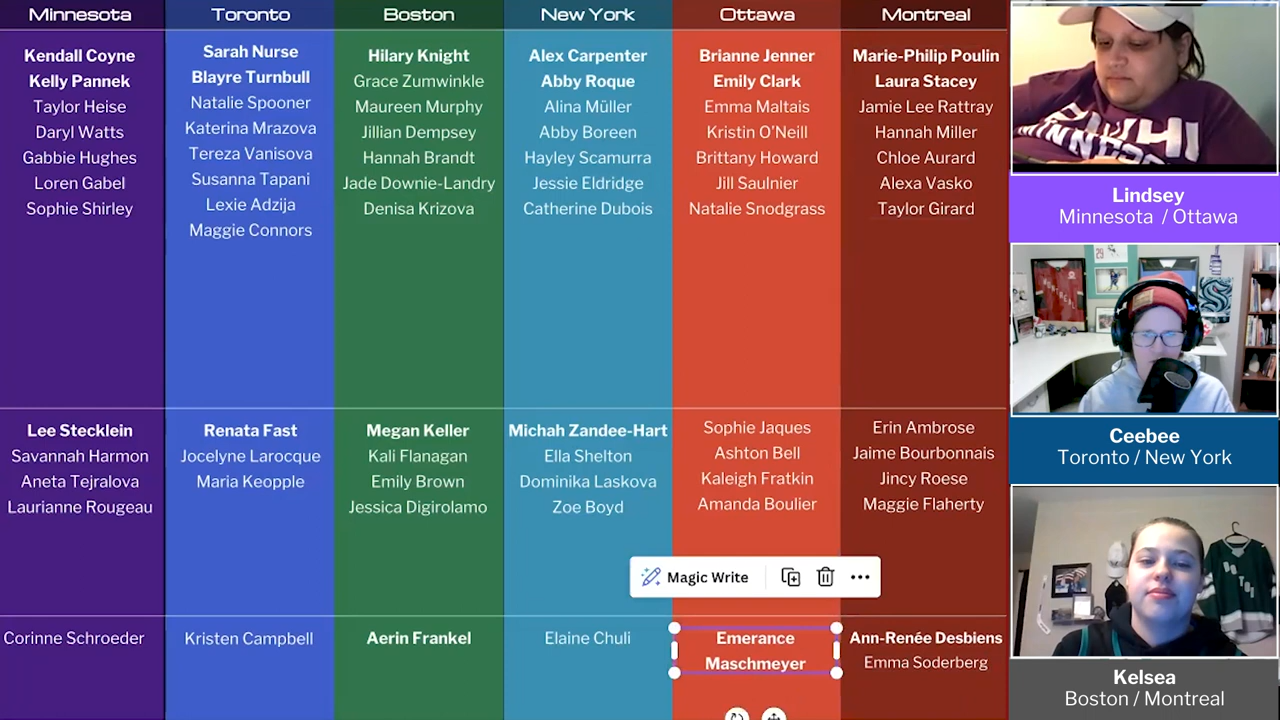 Minnesota
Kendall Coyne
Kelly Pannek
Taylor Heise
Daryl Watts
Gabbie Hughes
Loren Gabel
Sophie Shirley
Lee Stecklein
Savannah Harmon
Aneta Tejralova
Laurianne Rougeau
Corinne Schroeder
Toronto
Sarah Nurse
Blayre Turnbull
Natalie Spooner
Katerina Mrazova
Tereza Vanisova
Susanna Tapani
Lexie Adzija
Maggie Connors
Renata Fast
Jocelyne Larocque
Maria Keopple
Kristen Campbell
Boston
Hilary Knight
Grace Zumwinkle
Maureen Murphy
Jillian Dempsey
Hannah Brandt
Jade Downie-Landry
Denisa Krizova
Megan Keller
Kali Flanagan
Emily Brown
Jessica Digirolamo
Aerin Frankel
New York
Alex Carpenter
Abby Roque
Alina Müller
Abby Boreen
Hayley Scamurra
Jessie Eldridge
Catherine Dubois
Michah Zandee-Hart
Ella Shelton
Dominika Laskova
Zoe Boyd
Elaine Chuli
Ottawa
Brianne Jenner
Emily Clark
Emma Maltais
Kristin O'Neill
Brittany Howard
Jill Saulnier
Natalie Snodgrass
Sophie Jaques
Ashton Bell
Kaleigh Fratkin
Amanda Boulier
Magic Write
Emerance
Maschmeyer
Montreal
Marie-Philip Poulin
Laura Stacey
Jamie Lee Rattray
Hannah Miller
Chloe Aurard
Alexa Vasko
Taylor Girard
Erin Ambrose
Jaime Bourbonnais
Jincy Roese
Maggie Flaherty
Ann-Renée Desbiens
Emma Soderberg
Lindsey
Minnesota / Ottawa
Ceebee
Toronto / New York
Kelsea
Boston / Montreal